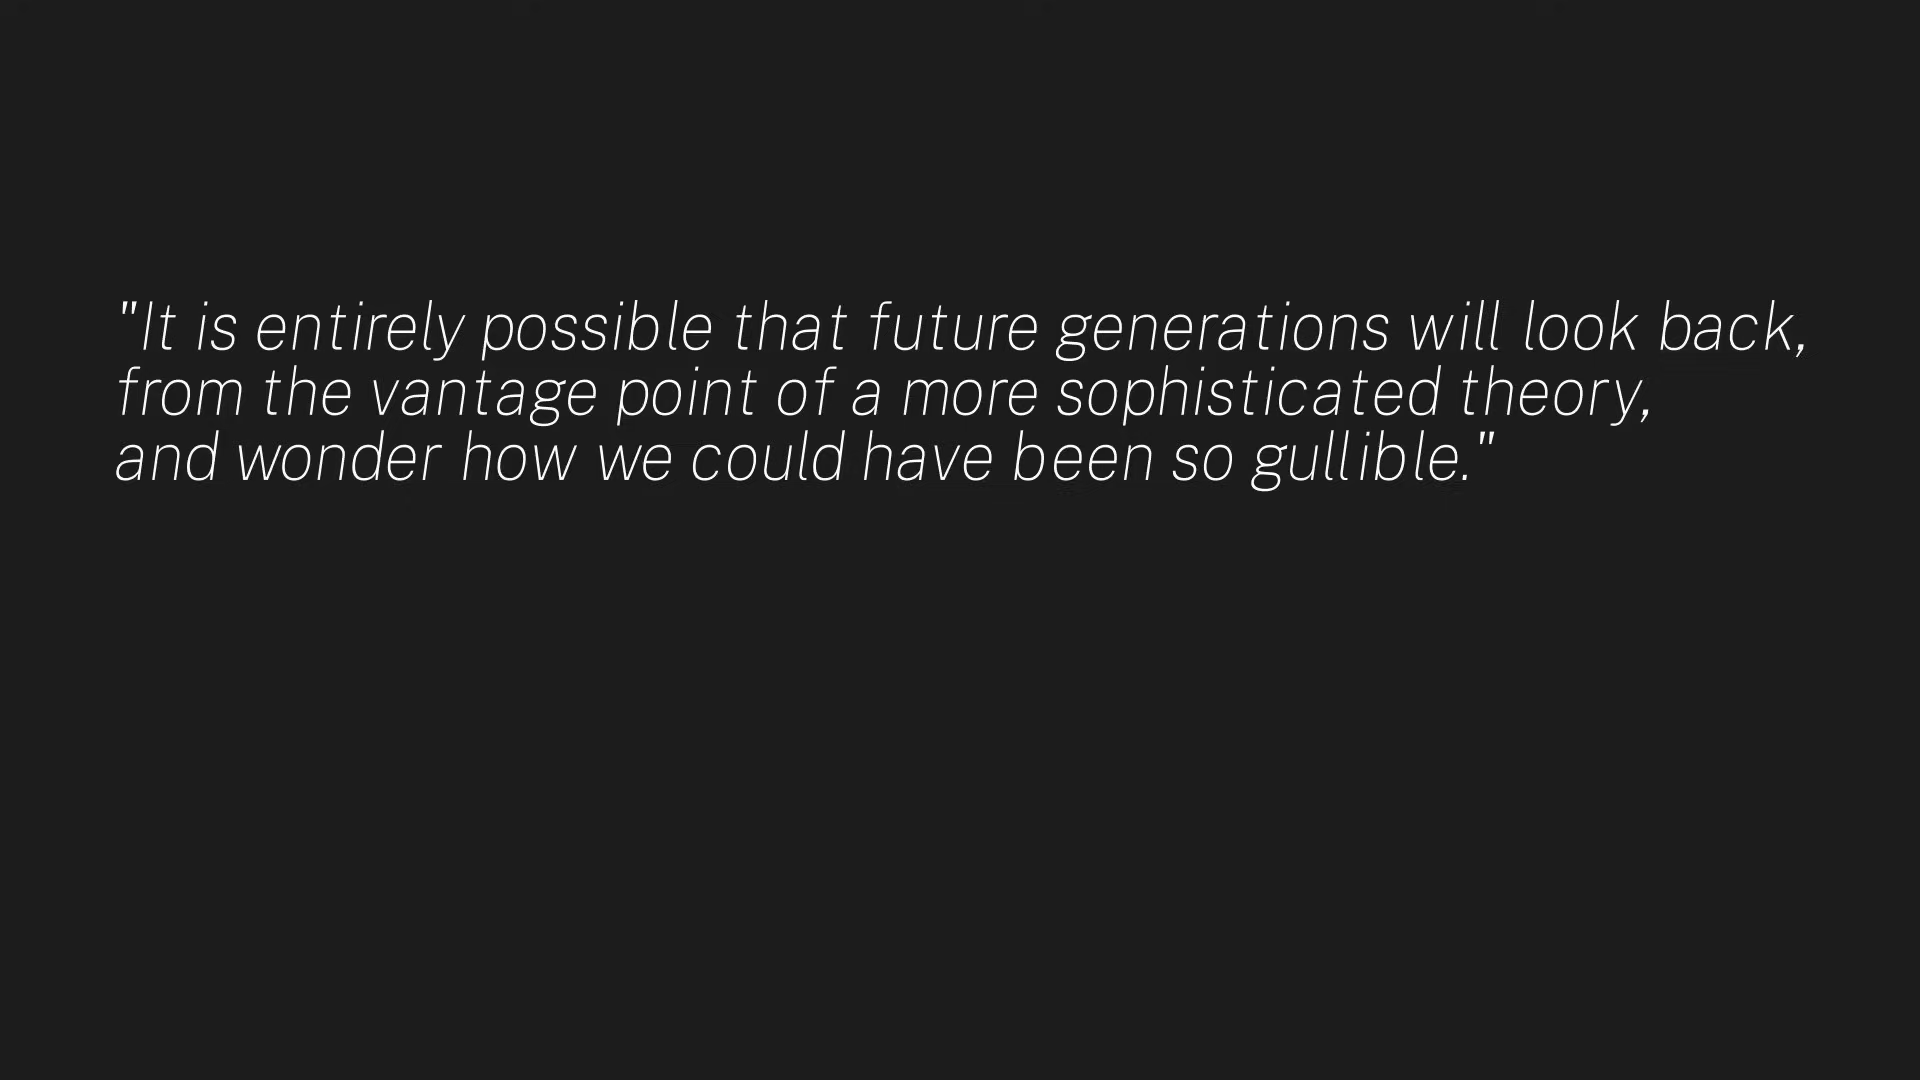 "It is entirely possible that future generations will look back,
from the vantage point of a more sophisticated theory,
and wonder how we could have been so gullible."